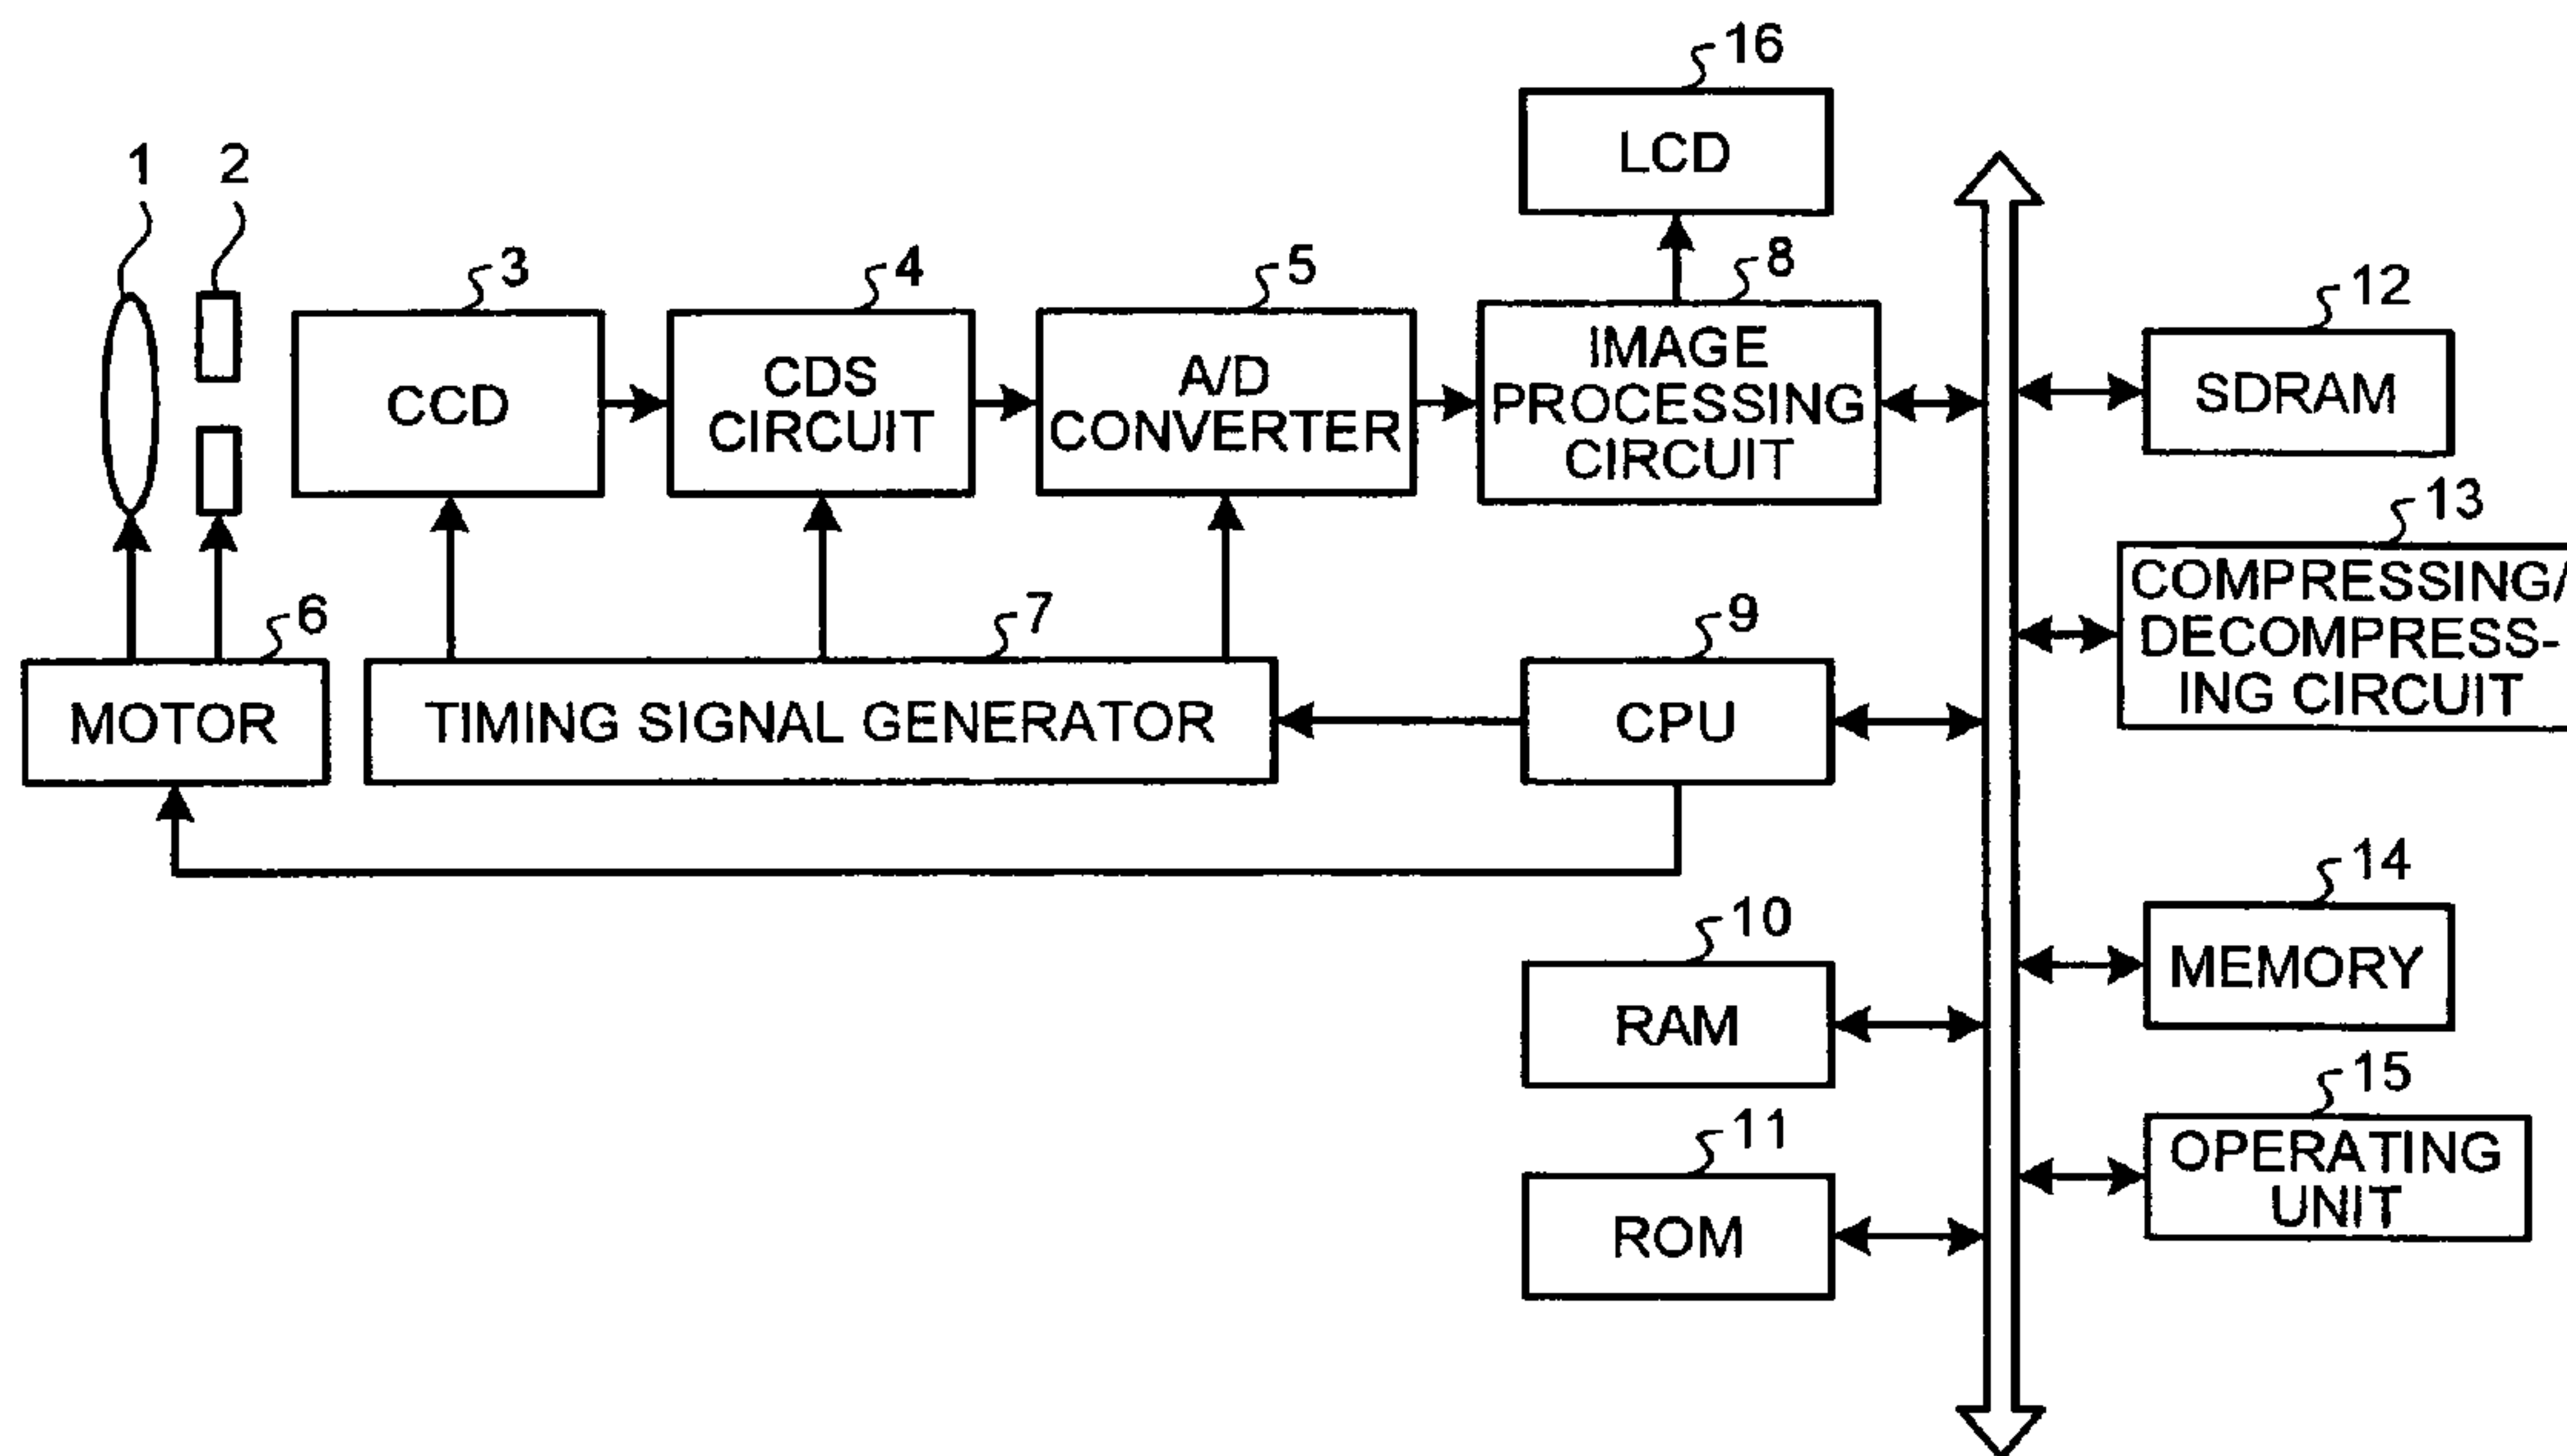 16
LCD
1
2
3
CCD
4
CDS
CIRCUIT
5
A/D
CONVERTER
8
IMAGE
PROCESSING
CIRCUIT
12
SDRAM
13
COMPRESSING/
DECOMPRESS-
ING CIRCUIT
6
MOTOR
7
TIMING SIGNAL GENERATOR
9
CPU
14
MEMORY
10
RAM
15
OPERATING
UNIT
11
ROM